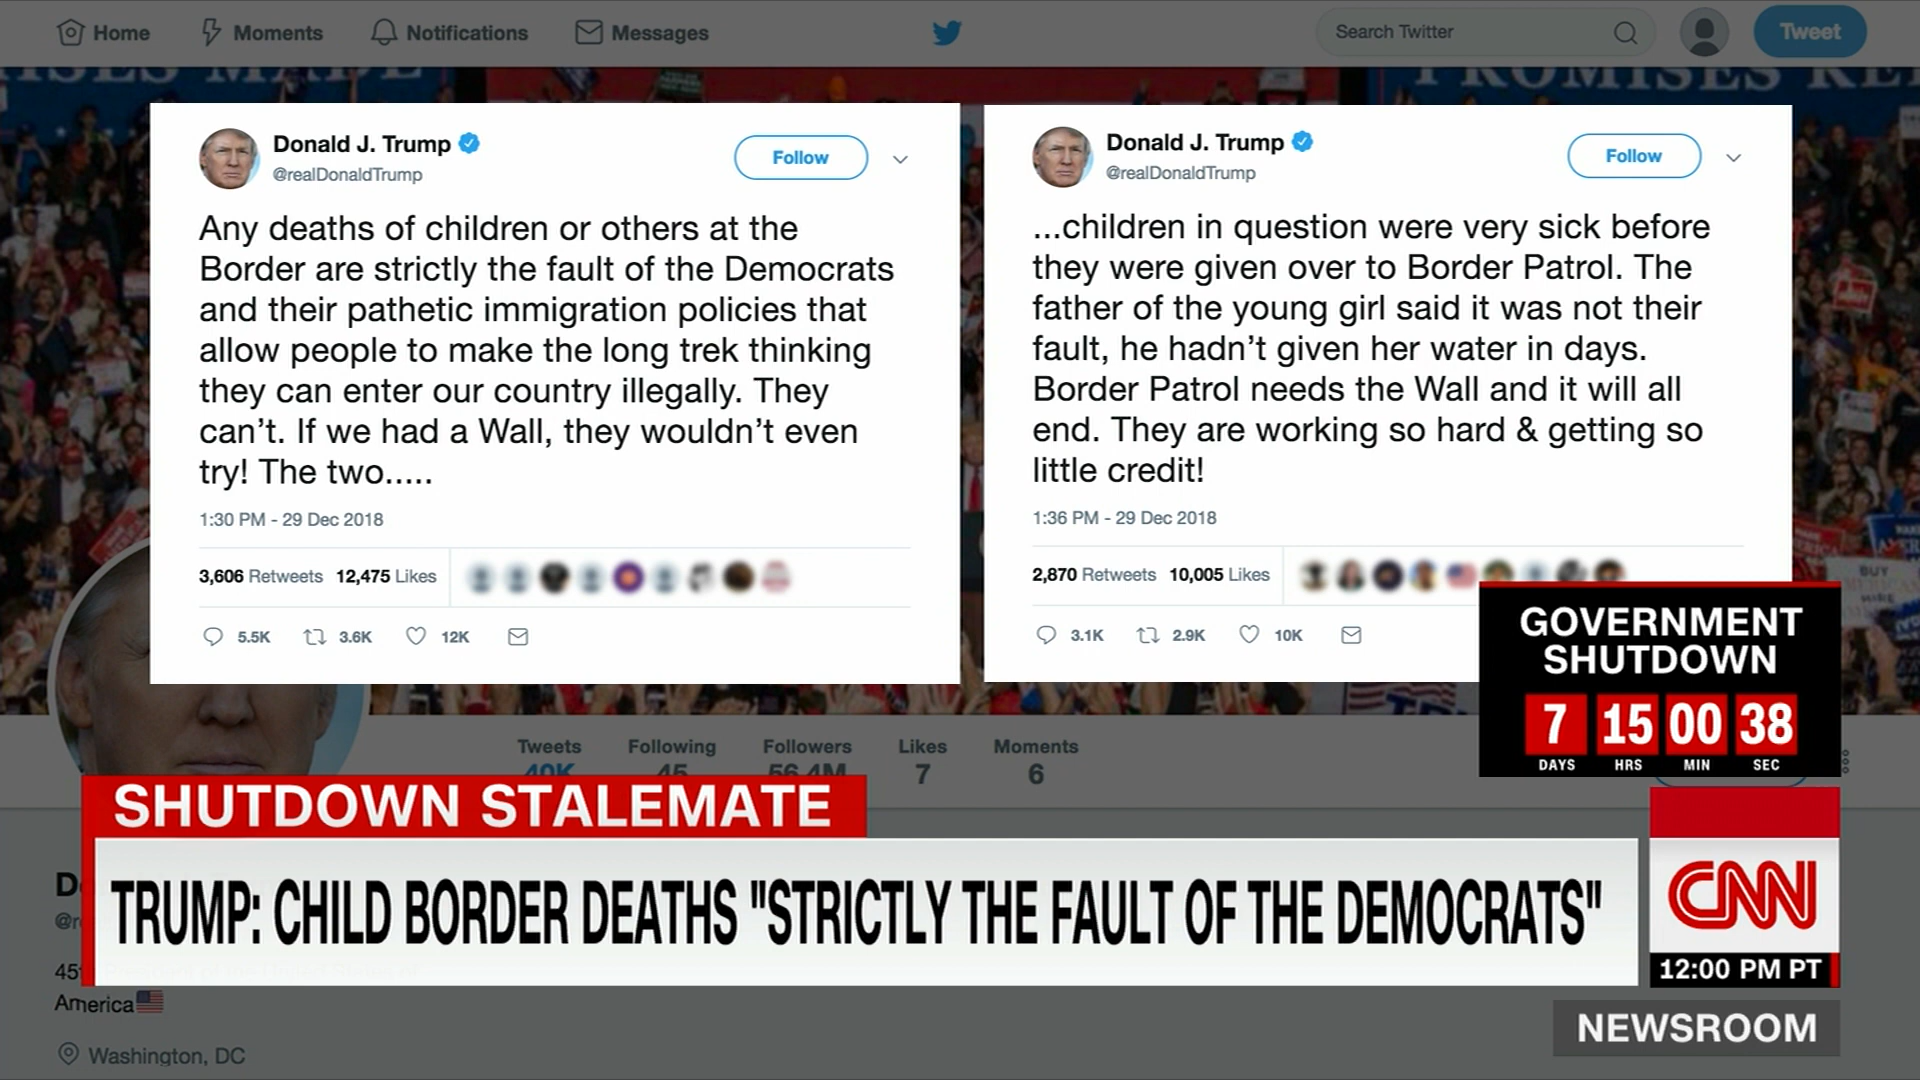 Home Moments Notifications Messages Search Twitter Tweet
Donald J. Trump
@realDonaldTrump
Follow
Any deaths of children or others at the
Border are strictly the fault of the Democrats
and their pathetic immigration policies that
allow people to make the long trek thinking
they can enter our country illegally. They
can't. If we had a Wall, they wouldn't even
try! The two.....
1:30 PM - 29 Dec 2018
3,606 Retweets 12,475 Likes
5.5K 3.6K 12K
Donald J. Trump
@realDonaldTrump
Follow
...children in question were very sick before
they were given over to Border Patrol. The
father of the young girl said it was not their
fault, he hadn't given her water in days.
Border Patrol needs the Wall and it will all
end. They are working so hard & getting so
little credit!
1:36 PM - 29 Dec 2018
2,870 Retweets 10,005 Likes
3.1K 2.9K 10K
GOVERNMENT
SHUTDOWN
7 15 00 38
DAYS HRS MIN SEC
Tweets Following Followers Likes Moments
40K 45 56.4M 7 6
SHUTDOWN STALEMATE
TRUMP: CHILD BORDER DEATHS "STRICTLY THE FAULT OF THE DEMOCRATS"
CNN
12:00 PM PT
America
Washington, DC
NEWSROOM